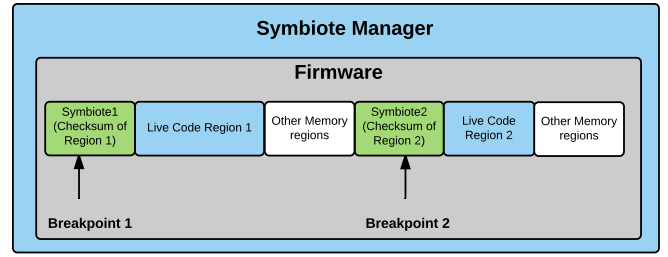 Symbiote Manager
Firmware
Symbiote1
(Checksum of
Region 1)
Live Code Region 1
Other Memory
regions
Symbiote2
(Checksum of
Region 2)
Live Code
Region 2
Other Memory
regions
Breakpoint 1
Breakpoint 2